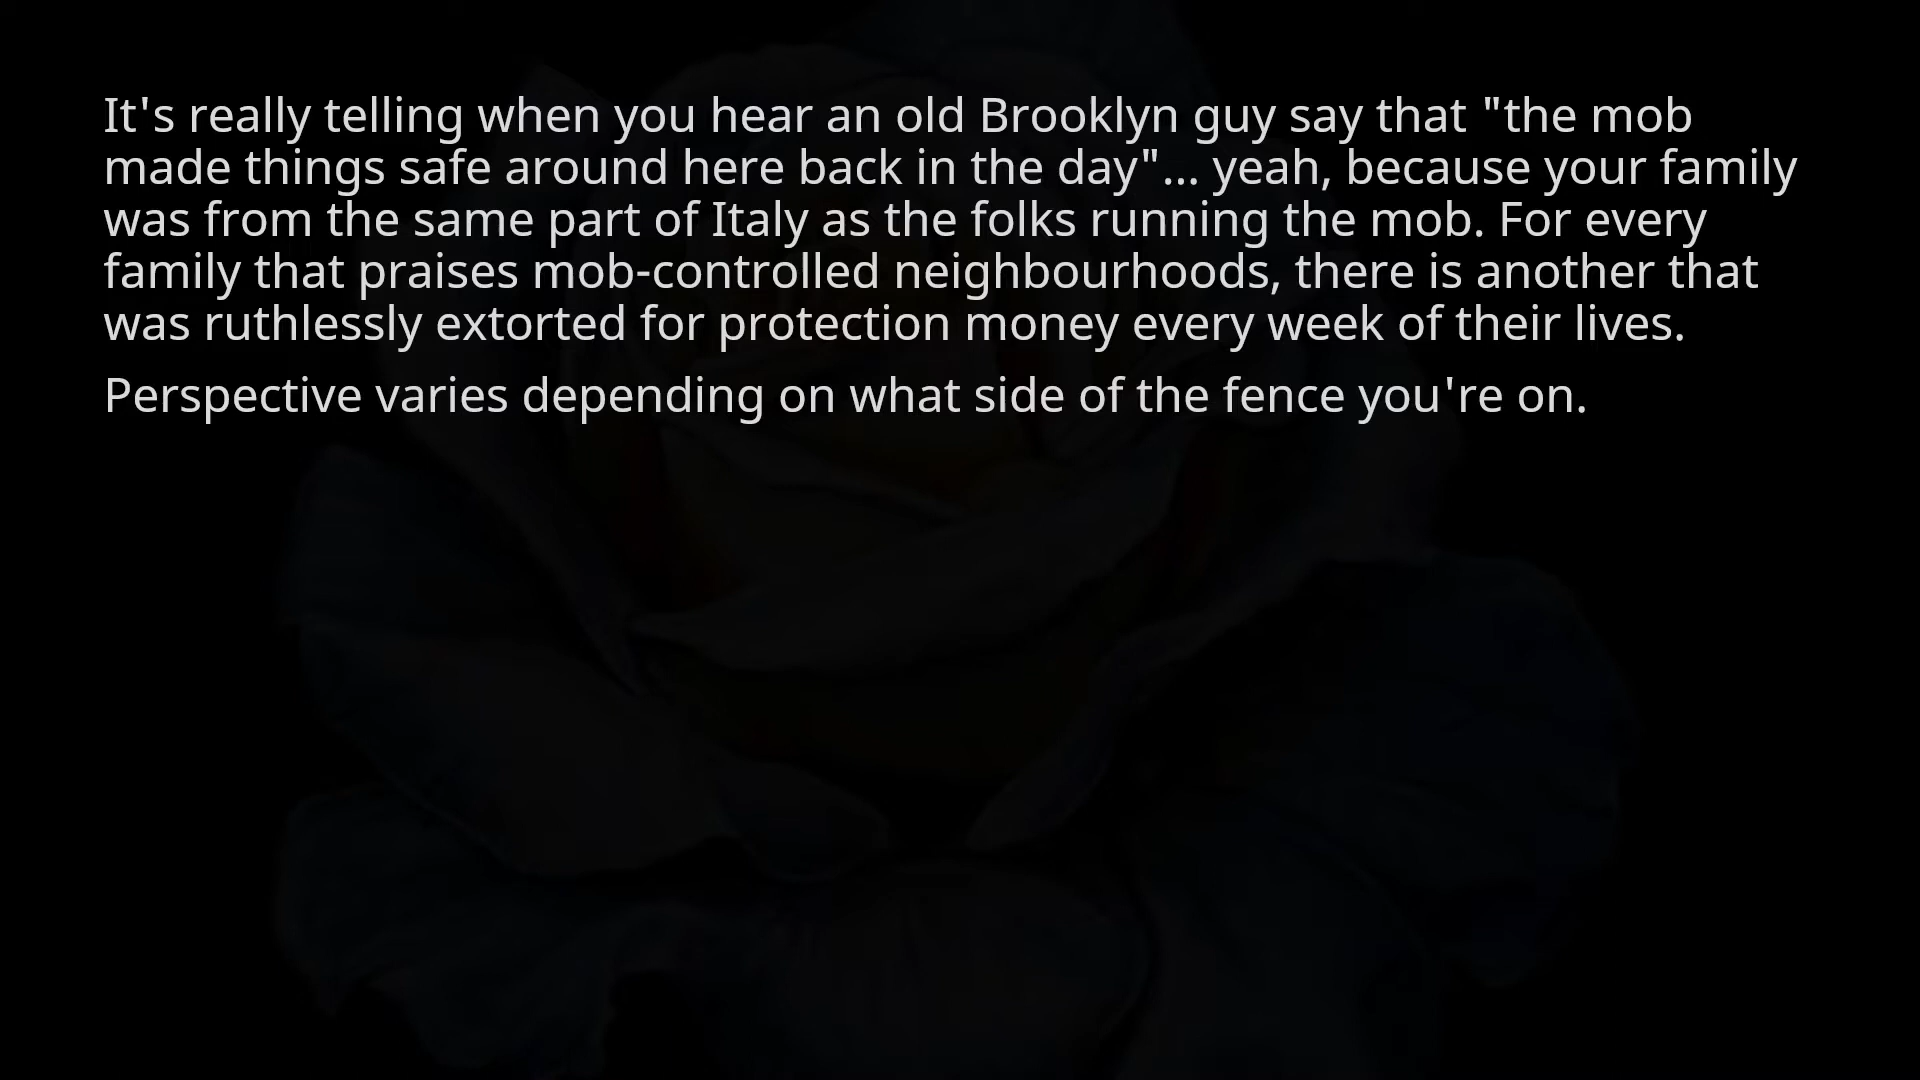 It's really telling when you hear an old Brooklyn guy say that "the mob
made things safe around here back in the day"... yeah, because your family
was from the same part of Italy as the folks running the mob. For every
family that praises mob-controlled neighbourhoods, there is another that
was ruthlessly extorted for protection money every week of their lives.
Perspective varies depending on what side of the fence you're on.